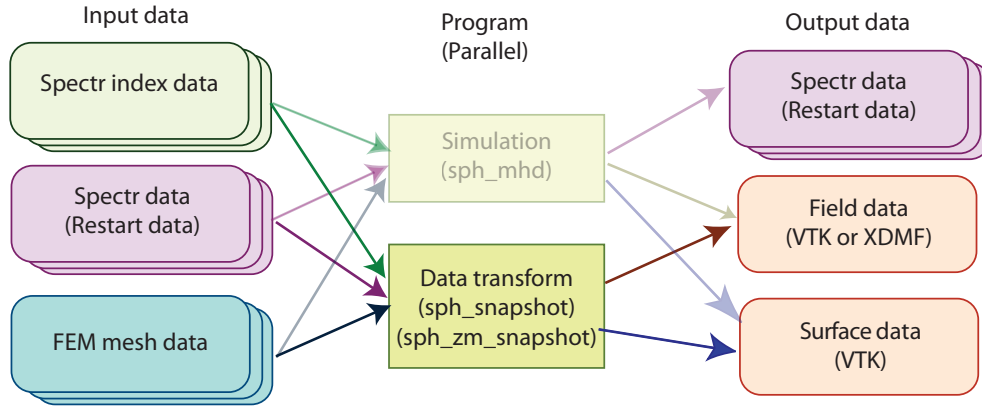 Input data
Program
(Parallel)
Output data
Spectr index data
Spectr data
(Restart data)
FEM mesh data
Simulation
(sph_mhd)
Data transform
(sph_snapshot)
(sph_zm_snapshot)
Spectr data
(Restart data)
Field data
(VTK or XDMF)
Surface data
(VTK)